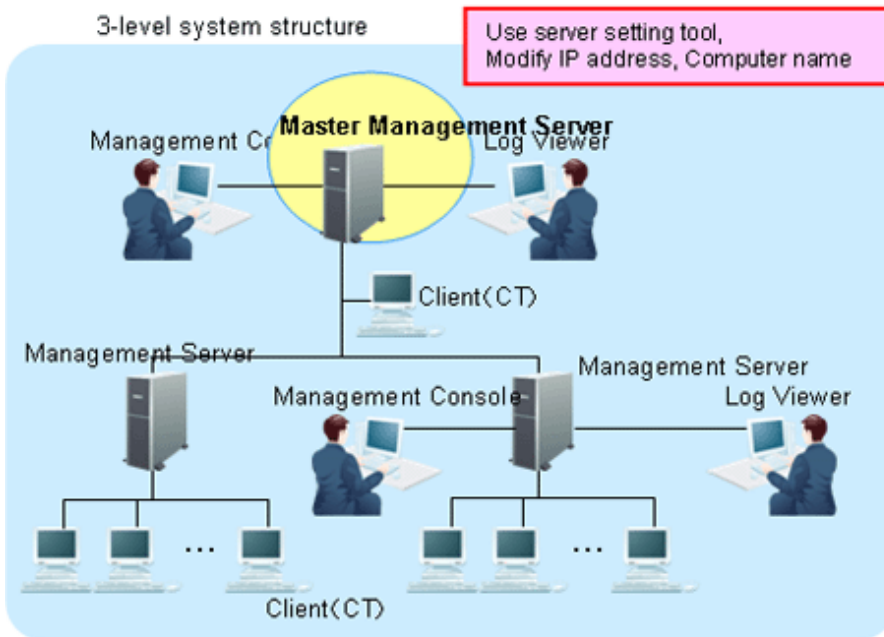 3-level system structure
Use server setting tool,
Modify IP address, Computer name
Master Management Server
Management Co
Log Viewer
Client(CT)
Management Server
Management Server
Management Console
Log Viewer
...
...
Client(CT)